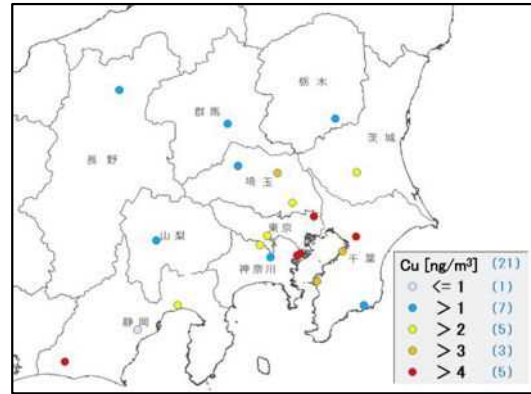 栃木
群馬
茨城
長野
埼玉
東京
山梨
千葉
神奈川
静岡
Cu [ng/m³] (21)
<= 1 (1)
> 1 (7)
> 2 (5)
> 3 (3)
> 4 (5)